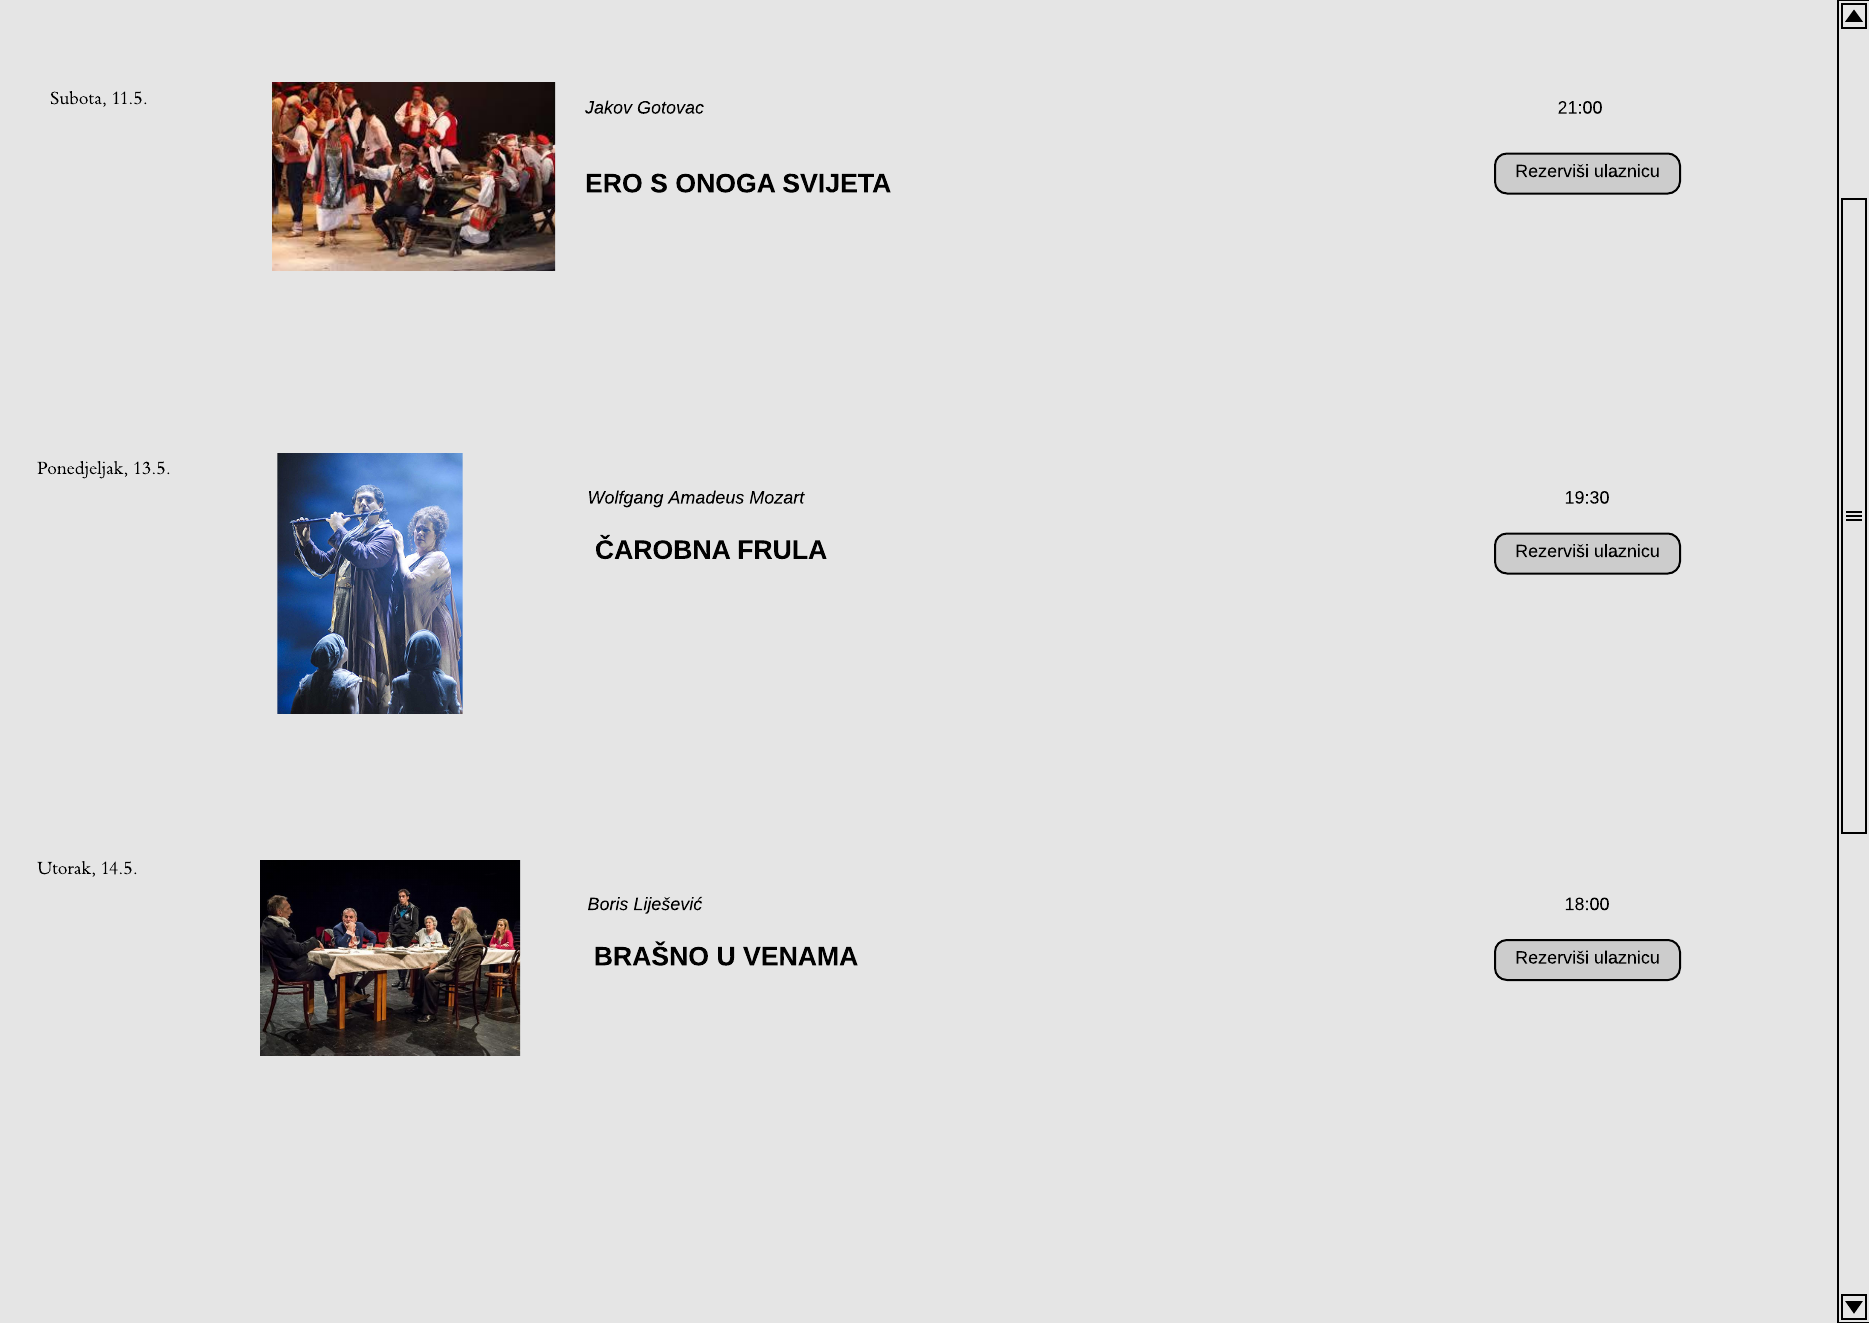 Subota, 11.5.
Jakov Gotovac
21:00
ERO S ONOGA SVIJETA
Rezerviši ulaznicu
Ponedjeljak, 13.5.
Wolfgang Amadeus Mozart
19:30
ČAROBNA FRULA
Rezerviši ulaznicu
Utorak, 14.5.
Boris Liješević
18:00
BRAŠNO U VENAMA
Rezerviši ulaznicu